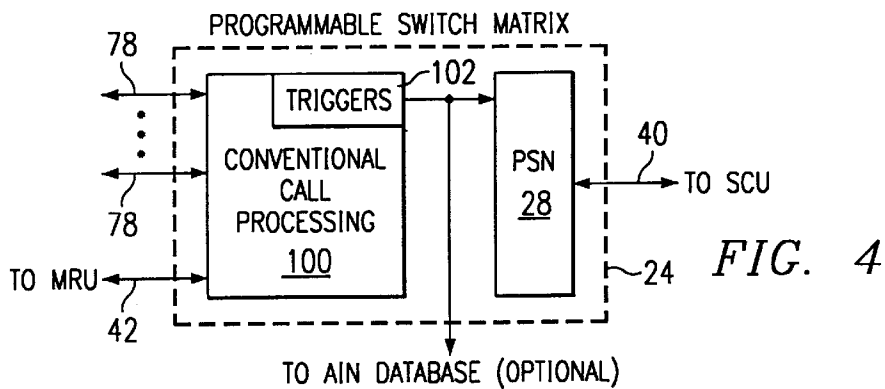 PROGRAMMABLE SWITCH MATRIX
78
102
TRIGGERS
CONVENTIONAL
CALL
PROCESSING
100
PSN
28
40
TO SCU
78
TO MRU
42
24
FIG. 4
TO AIN DATABASE (OPTIONAL)